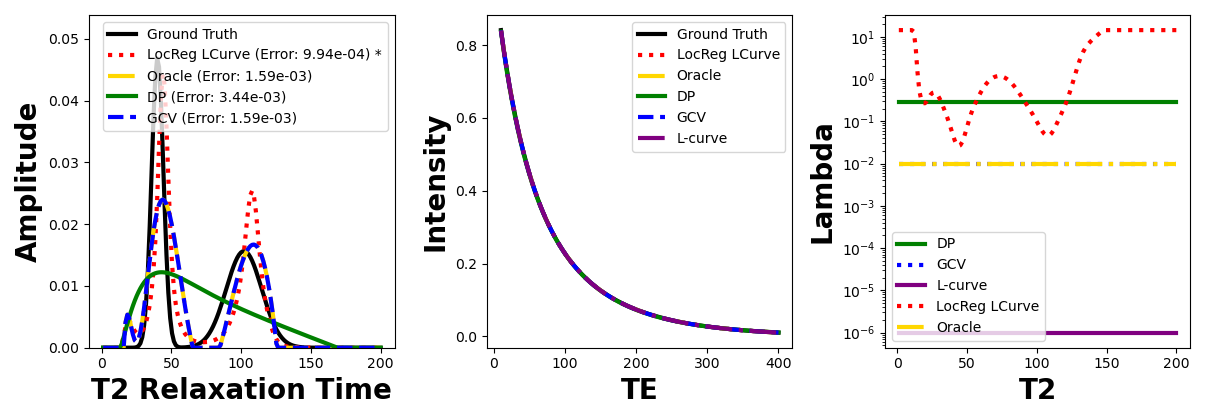 0.05
0.04
0.03
0.02
0.01
0.00
Amplitude
Ground Truth
LocReg LCurve (Error: 9.94e-04) *
Oracle (Error: 1.59e-03)
DP (Error: 3.44e-03)
GCV (Error: 1.59e-03)
0 50 100 150 200
T2 Relaxation Time
0.8
0.6
0.4
0.2
0.0
Intensity
Ground Truth
LocReg LCurve
Oracle
DP
GCV
L-curve
0 100 200 300 400
TE
10¹
10⁰
10⁻¹
10⁻²
10⁻³
10⁻⁴
10⁻⁵
10⁻⁶
Lambda
DP
GCV
L-curve
LocReg LCurve
Oracle
0 50 100 150 200
T2